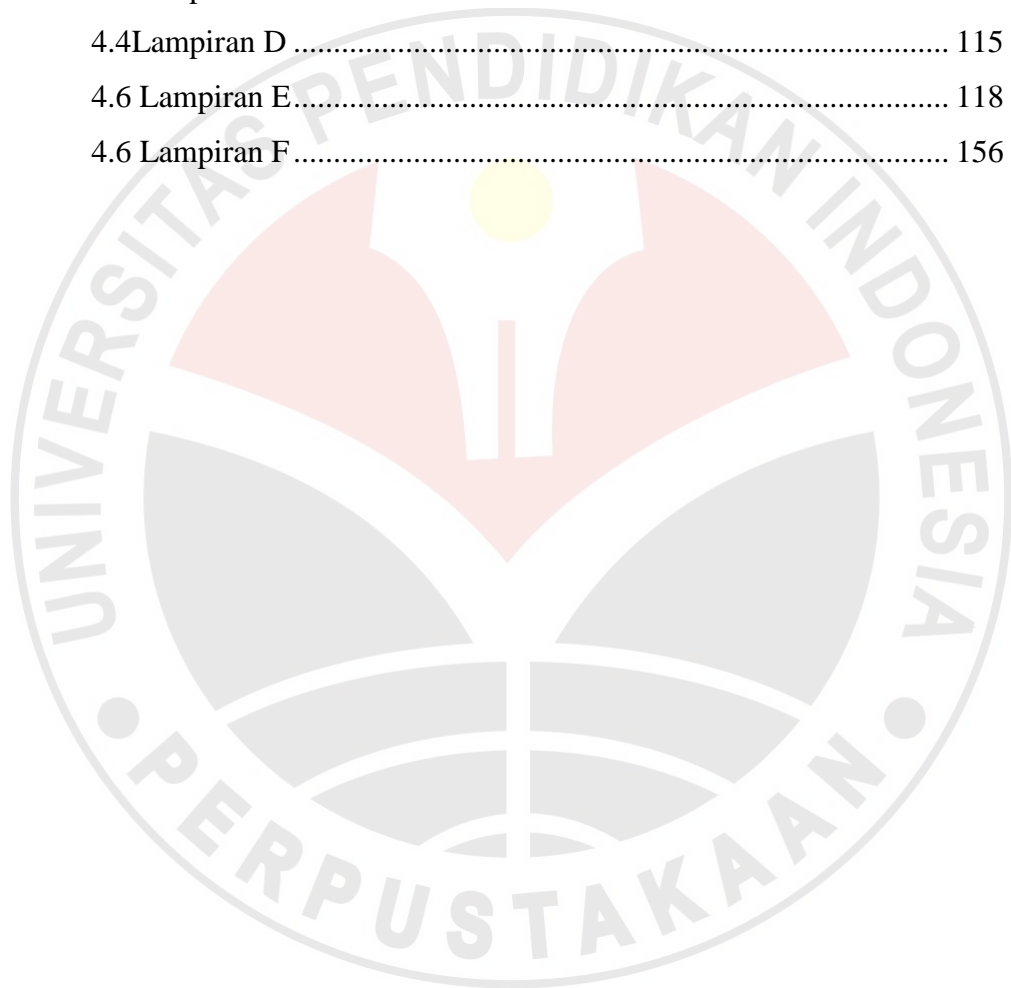 4.4Lampiran D ..................................................................... 115
4.6 Lampiran E ..................................................................... 118
4.6 Lampiran F ..................................................................... 156
UNIVERSITAS PENDIDIKAN INDONESIA
PERPUSTAKAAN